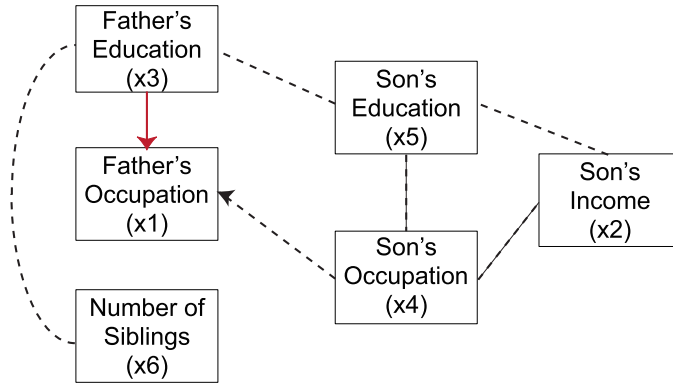 Father's
Education
(x3)
Father's
Occupation
(x1)
Number of
Siblings
(x6)
Son's
Education
(x5)
Son's
Occupation
(x4)
Son's
Income
(x2)